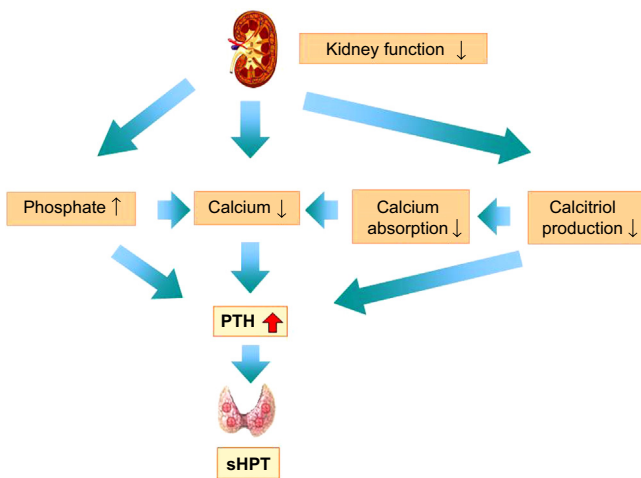 Kidney function ↓
Phosphate ↑
Calcium ↓
Calcium
absorption ↓
Calcitriol
production ↓
PTH
sHPT